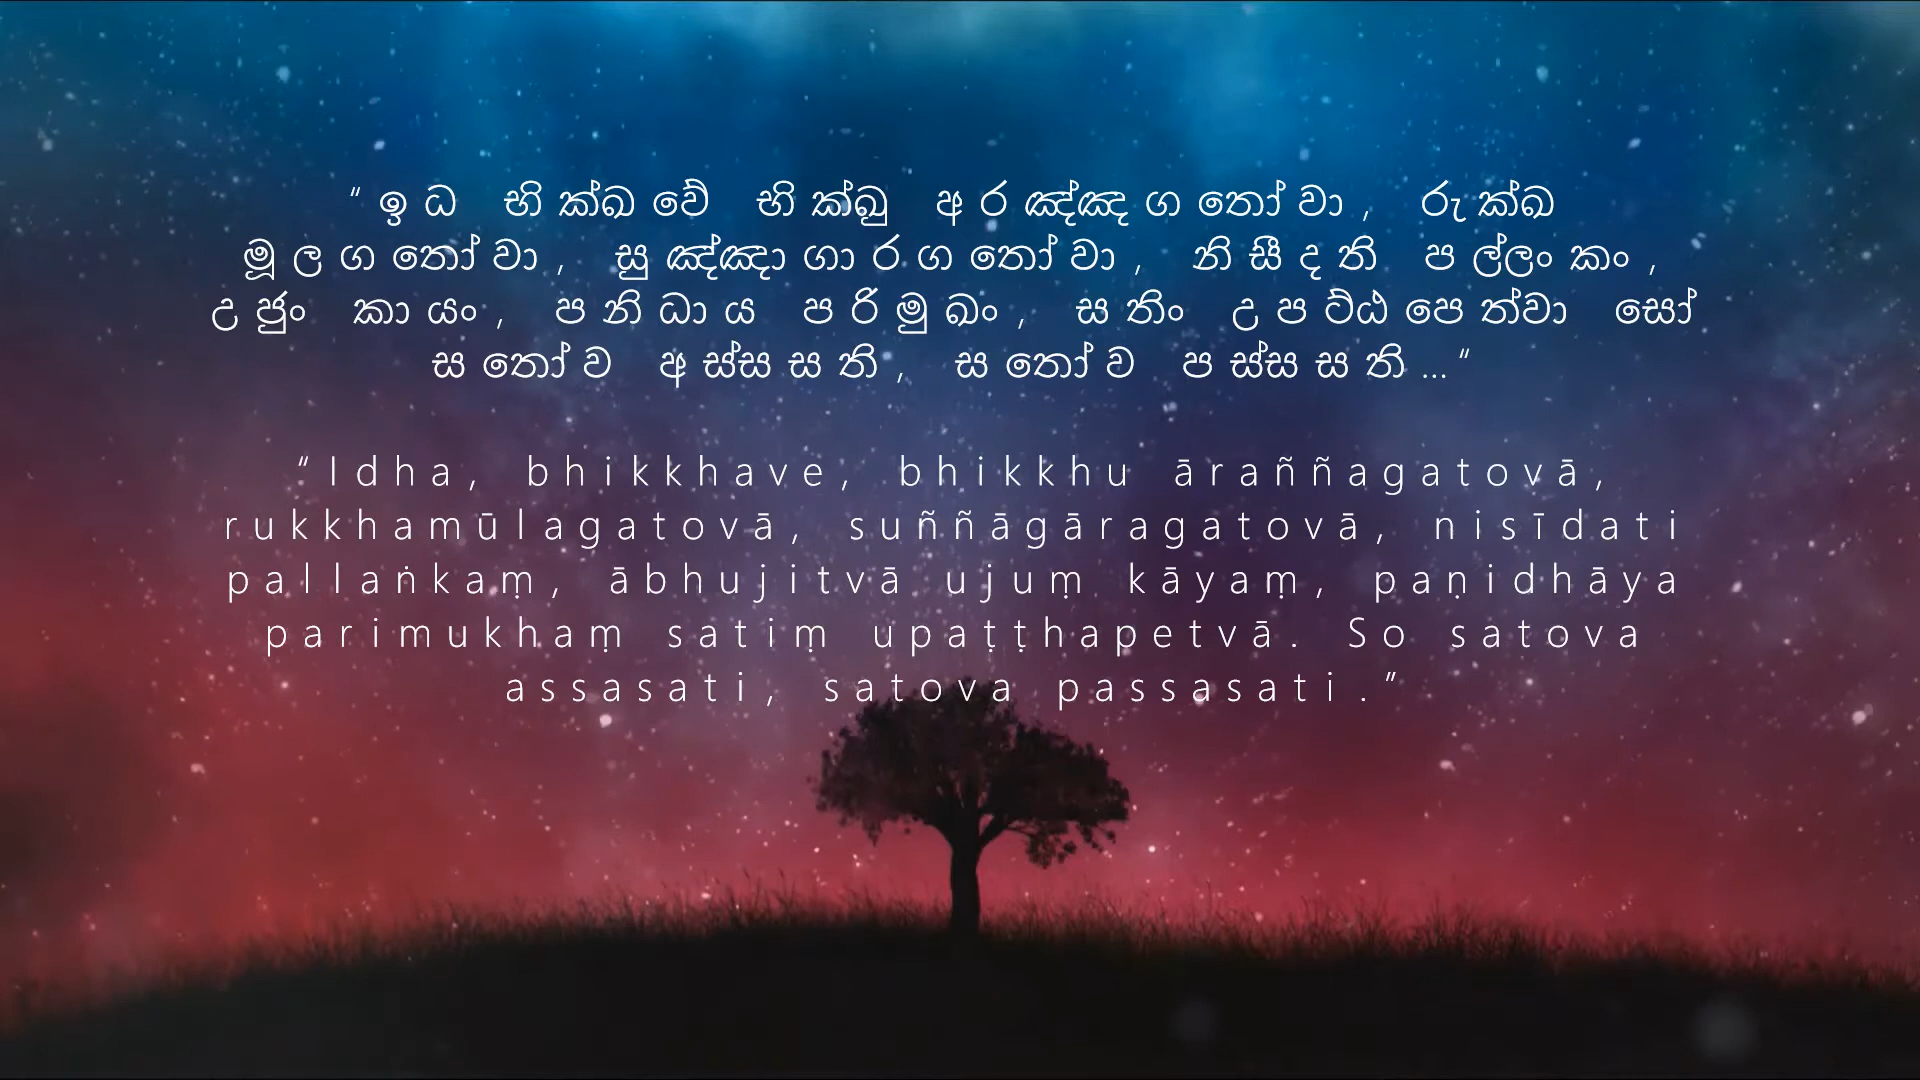 “ඉධ භික්ඛවේ භික්ඛු අරඤ්ඤගතෝවා, රුක්ඛ
මූලගතෝවා, සුඤ්ඤාගාරගතෝවා, නිසීදති පල්ලංකං,
උජුං කායං, පනිධාය පරිමුඛං, සතිං උපට්ඨපෙත්වා සෝ
සතෝව අස්සසති, සතෝව පස්සසති...“
“Idha, bhikkhave, bhikkhu āraññagatovā,
rukkhamūlagatovā, suññāgāragatovā, nisīdati
pallaṅkaṃ, ābhujitvā ujuṃ kāyaṃ, paṇidhāya
parimukhaṃ satiṃ upaṭṭhapetvā. So satova
assasati, satova passasati.”